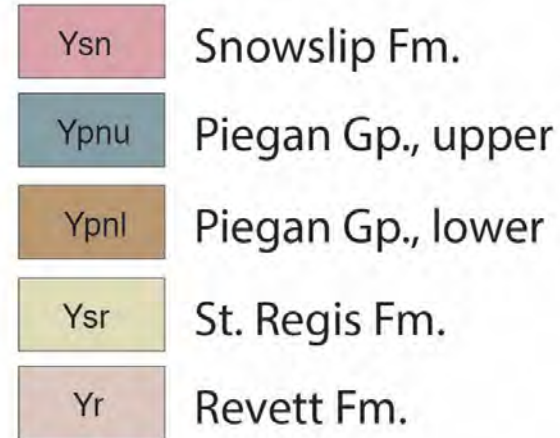 Ysn Snowslip Fm.
Ypnu Piegan Gp., upper
Ypnl Piegan Gp., lower
Ysr St. Regis Fm.
Yr Revett Fm.